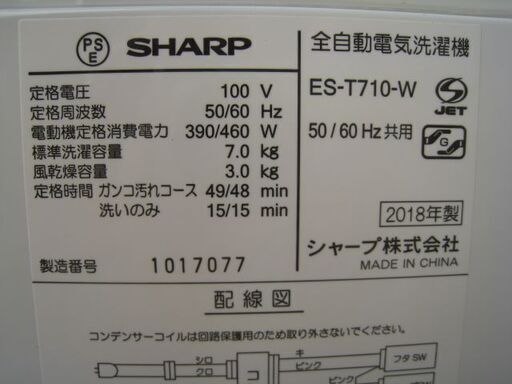 PSE SHARP
全自動電気洗濯機
ES-T710-W
JET
50/60 Hz共用
G
定格電圧 100 V
定格周波数 50/60 Hz
電動機定格消費電力 390/460 W
標準洗濯容量 7.0 kg
風乾燥容量 3.0 kg
定格時間 ガンコ汚れコース 49/48 min
洗いのみ 15/15 min
2018年製
シャープ株式会社
MADE IN CHINA
製造番号 1017077
配線図
コンデンサーコイルは回路保護用のため取り外さないでください。
シロ
クロ
コ
キ
ピンク
フタ SW
ピンク